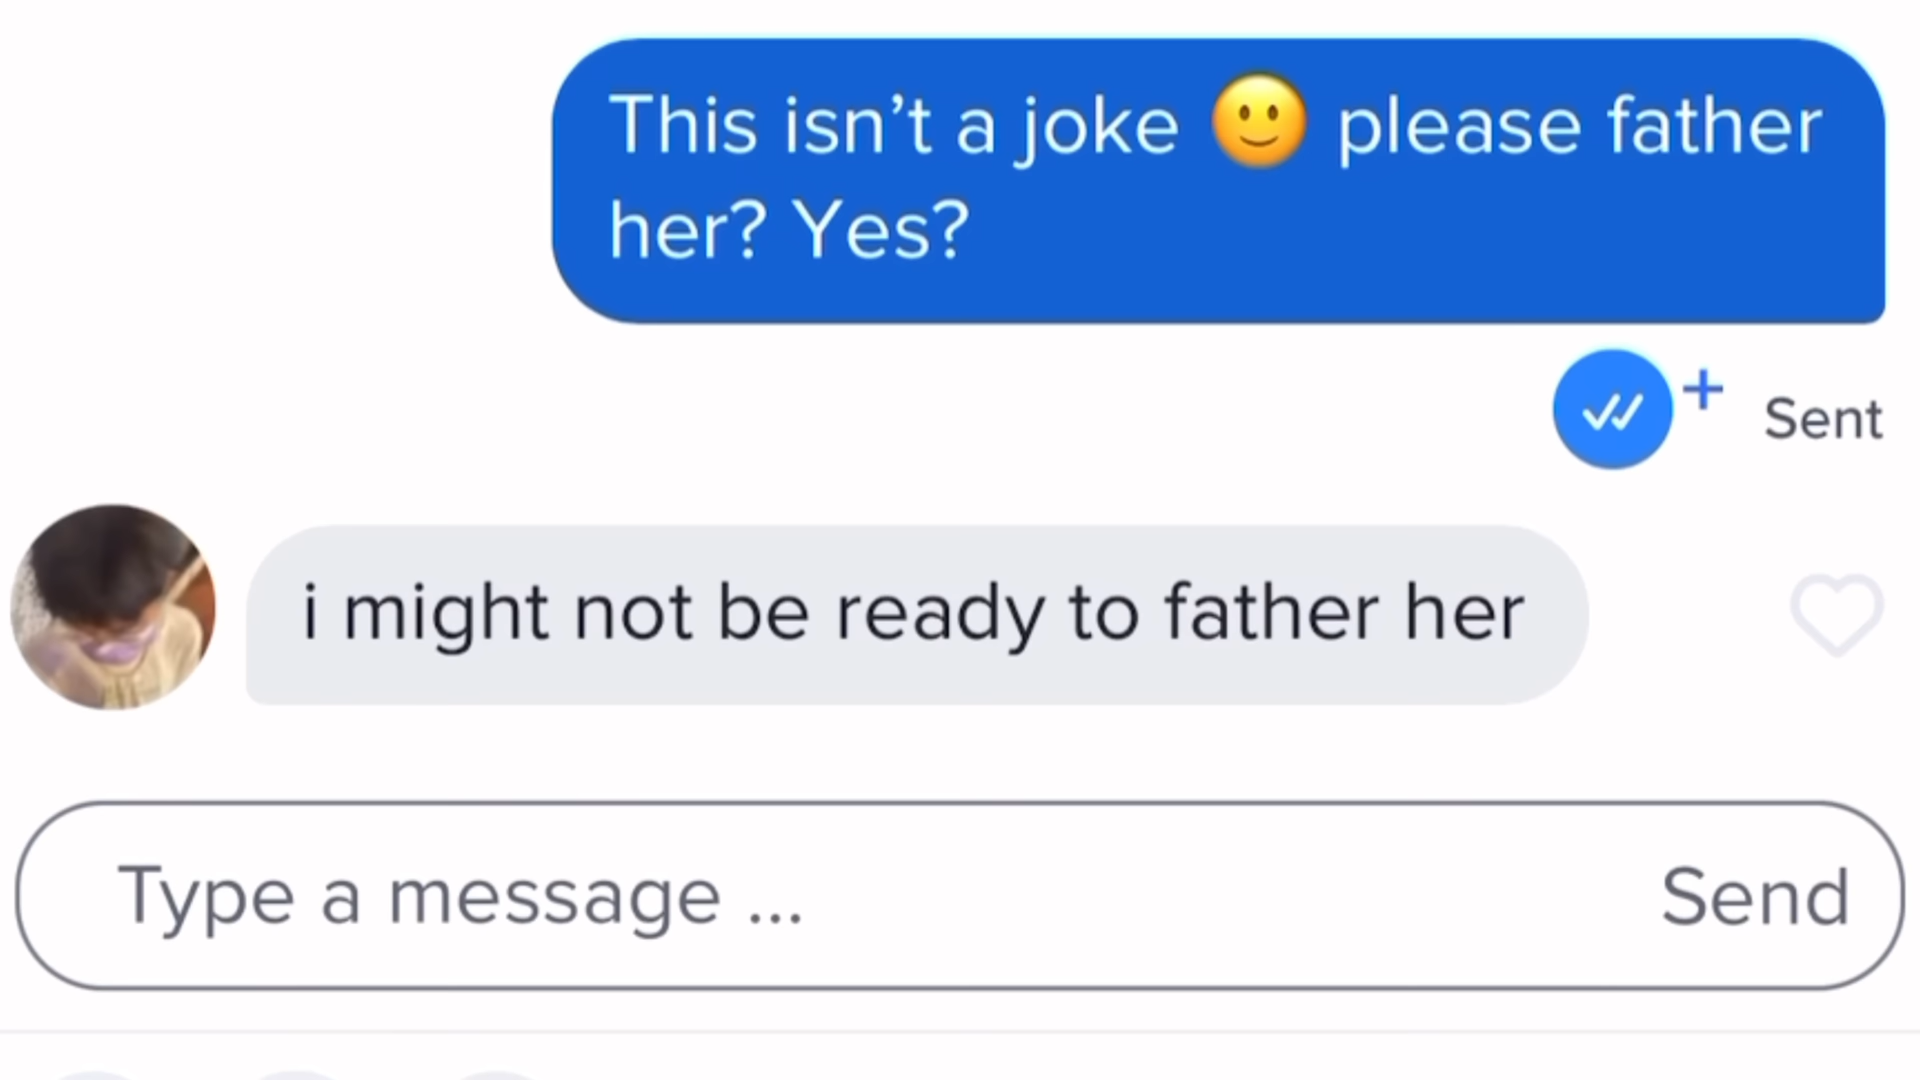 This isn’t a joke 🙂 please father
her? Yes?
Sent
i might not be ready to father her
Type a message ...
Send